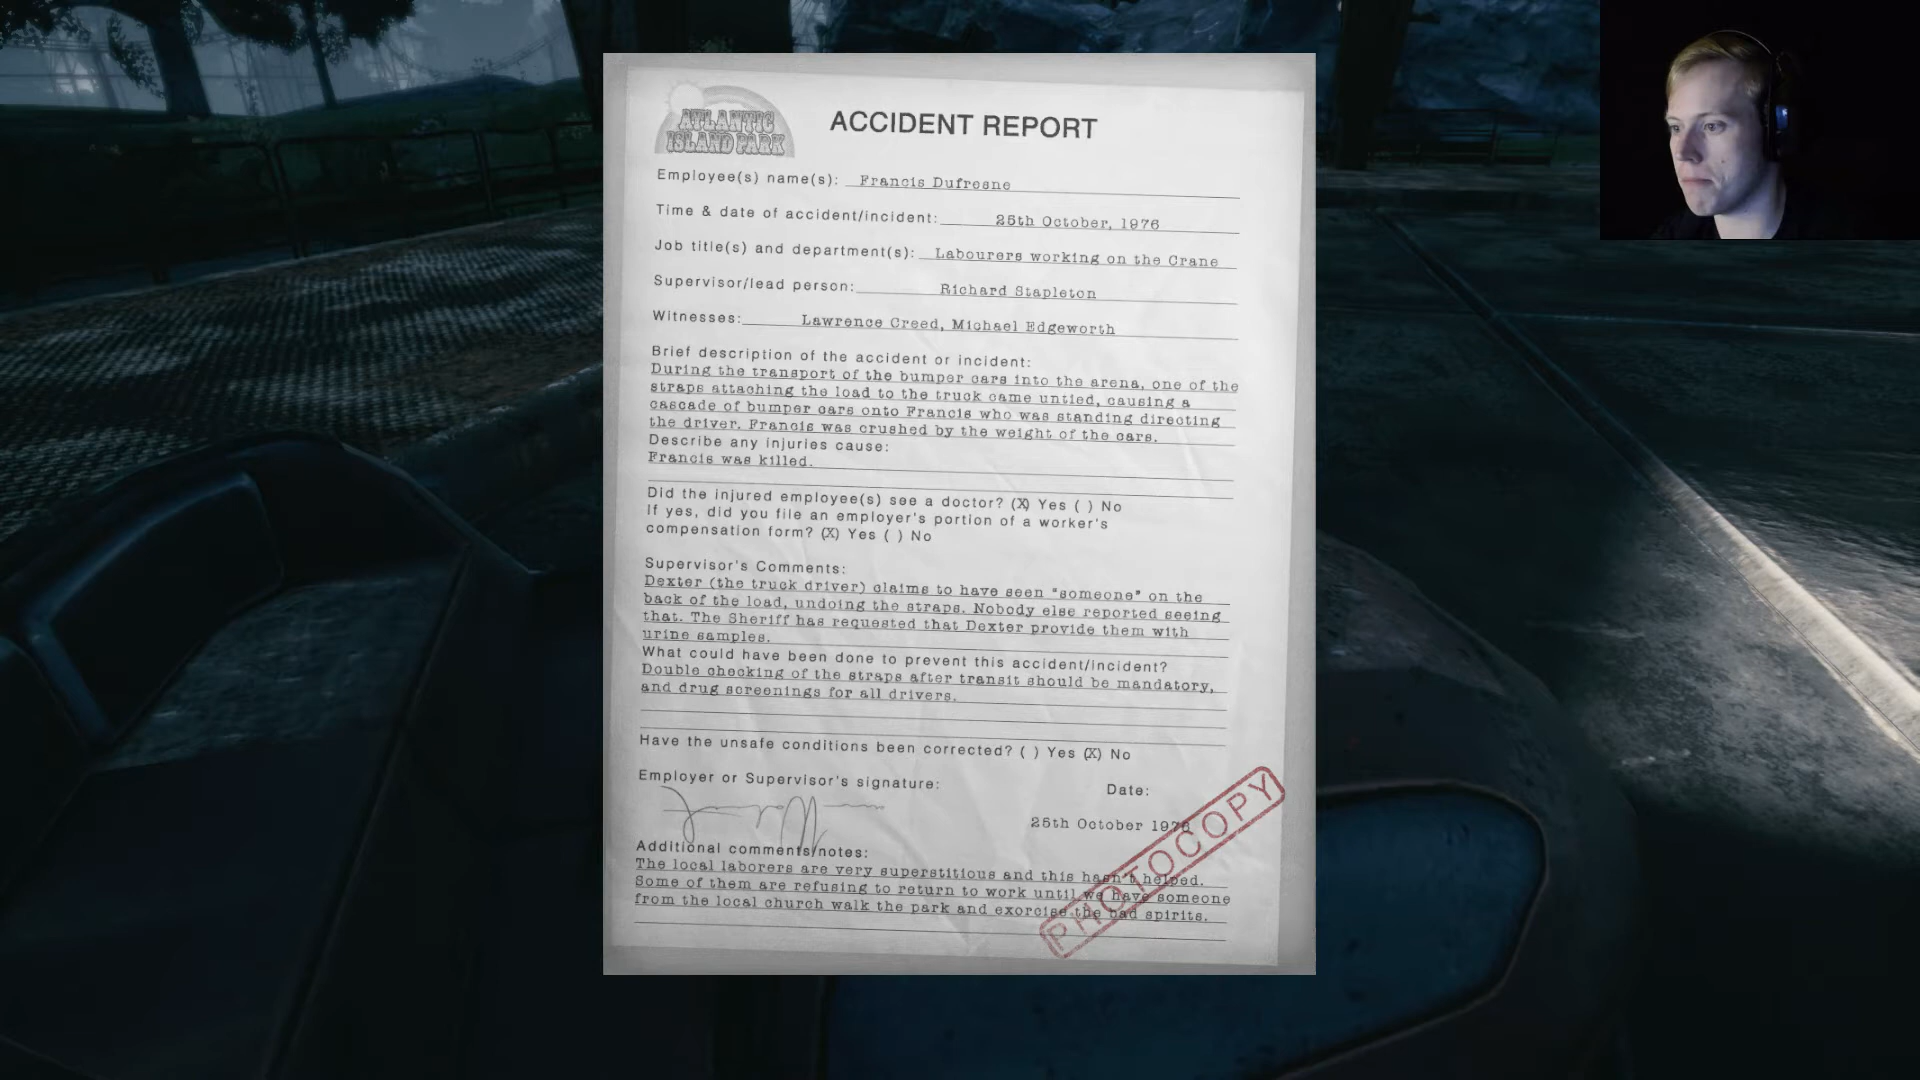 ATLANTIC
ISLAND PARK
ACCIDENT REPORT
Employee(s) name(s): Francis Dufresne
Time & date of accident/incident: 25th October, 1976
Job title(s) and department(s): Labourers working on the Crane
Supervisor/lead person: Richard Stapleton
Witnesses: Lawrence Creed, Michael Edgeworth
Brief description of the accident or incident:
During the transport of the bumper cars into the arena, one of the
straps attaching the load to the truck came untied, causing a
cascade of bumper cars onto Francis who was standing directing
the driver. Francis was crushed by the weight of the cars.
Describe any injuries cause:
Francis was killed.
Did the injured employee(s) see a doctor? (X) Yes ( ) No
If yes, did you file an employer's portion of a worker's
compensation form? (X) Yes ( ) No
Supervisor's Comments:
Dexter (the truck driver) claims to have seen "someone" on the
back of the load, undoing the straps. Nobody else reported seeing
that. The Sheriff has requested that Dexter provide them with
urine samples.
What could have been done to prevent this accident/incident?
Double checking of the straps after transit should be mandatory,
and drug screenings for all drivers.
Have the unsafe conditions been corrected? ( ) Yes (X) No
Employer or Supervisor's signature:
Date:
25th October 1976
Additional comments/notes:
The local laborers are very superstitious and this hasn't helped.
Some of them are refusing to return to work until we have someone
from the local church walk the park and exorcise the bad spirits.
PHOTOCOPY